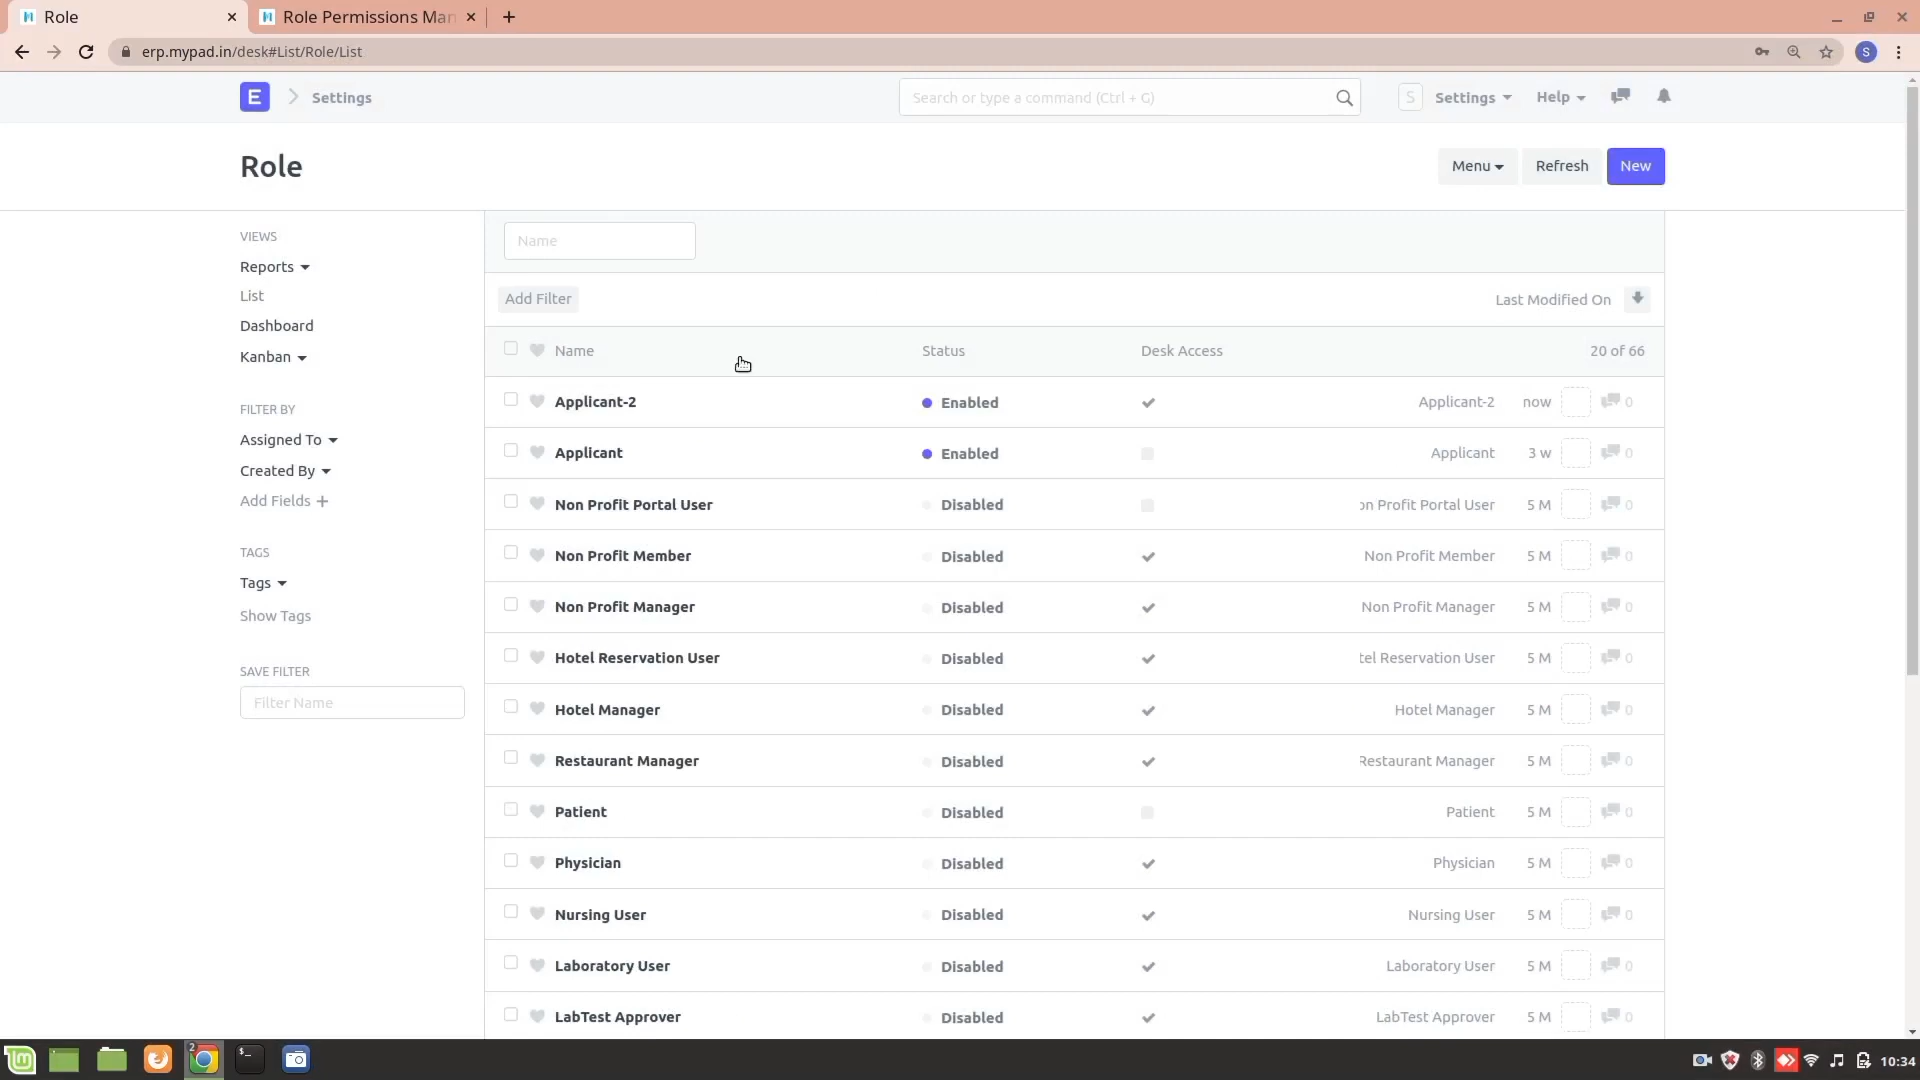 Role
Role Permissions Man
erp.mypad.in/desk#List/Role/List
S
E
Settings
Search or type a command (Ctrl + G)
S
Settings
Help
Role
Menu
Refresh
New
VIEWS
Reports
List
Dashboard
Kanban
FILTER BY
Assigned To
Created By
Add Fields
TAGS
Tags
Show Tags
SAVE FILTER
Filter Name
Name
Add Filter
Last Modified On
Name Status Desk Access 20 of 66
Applicant-2 Enabled Applicant-2 now 0
Applicant Enabled Applicant 3 w 0
Non Profit Portal User Disabled on Profit Portal User 5 M 0
Non Profit Member Disabled Non Profit Member 5 M 0
Non Profit Manager Disabled Non Profit Manager 5 M 0
Hotel Reservation User Disabled tel Reservation User 5 M 0
Hotel Manager Disabled Hotel Manager 5 M 0
Restaurant Manager Disabled Restaurant Manager 5 M 0
Patient Disabled Patient 5 M 0
Physician Disabled Physician 5 M 0
Nursing User Disabled Nursing User 5 M 0
Laboratory User Disabled Laboratory User 5 M 0
LabTest Approver Disabled LabTest Approver 5 M 0
2
10:34